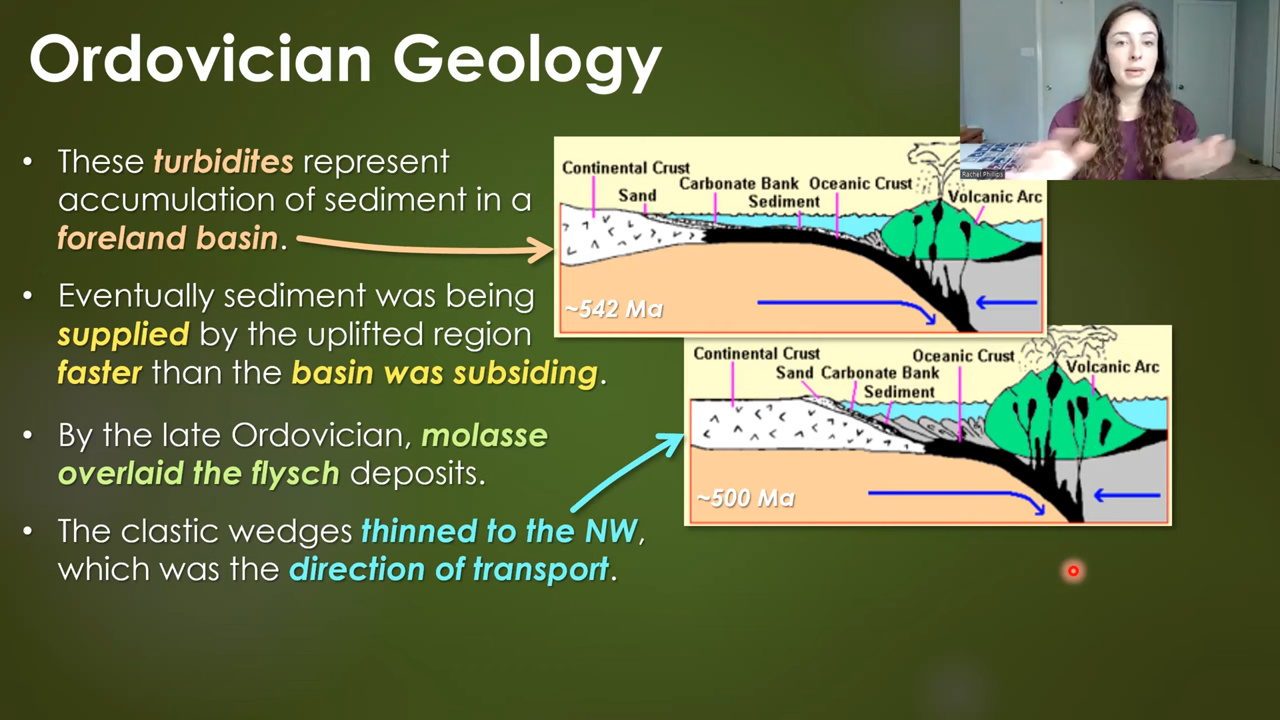 Ordovician Geology
• These turbidites represent
accumulation of sediment in a
foreland basin.
• Eventually sediment was being
supplied by the uplifted region
faster than the basin was subsiding.
• By the late Ordovician, molasse
overlaid the flysch deposits.
• The clastic wedges thinned to the NW,
which was the direction of transport.
Continental Crust
Sand
Carbonate Bank
Sediment
Oceanic Crust
Volcanic Arc
~542 Ma
Continental Crust
Sand
Carbonate Bank
Sediment
Oceanic Crust
Volcanic Arc
~500 Ma
Rachel Phillips